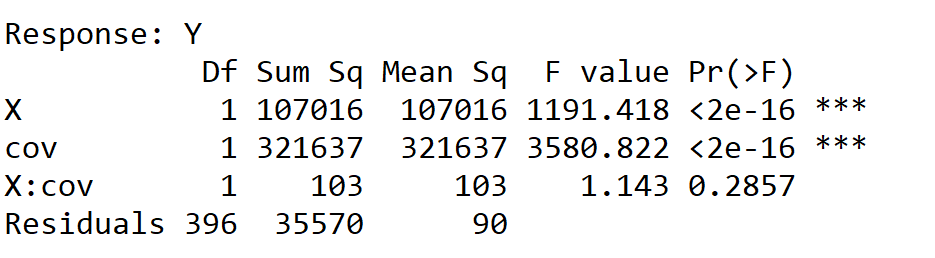 Response: Y
           Df Sum Sq Mean Sq  F value Pr(>F)
X           1 107016  107016 1191.418 <2e-16 ***
cov         1 321637  321637 3580.822 <2e-16 ***
X:cov       1    103     103    1.143 0.2857
Residuals 396  35570      90